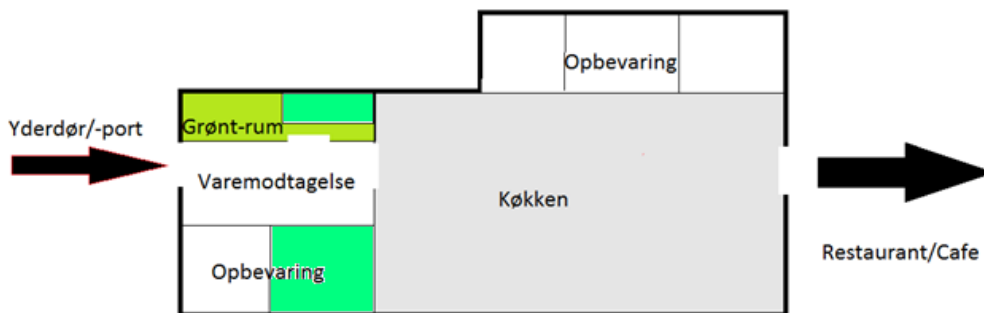 Opbevaring
Yderdør/-port
Grønt-rum
Varemodtagelse
Køkken
Opbevaring
Restaurant/Cafe